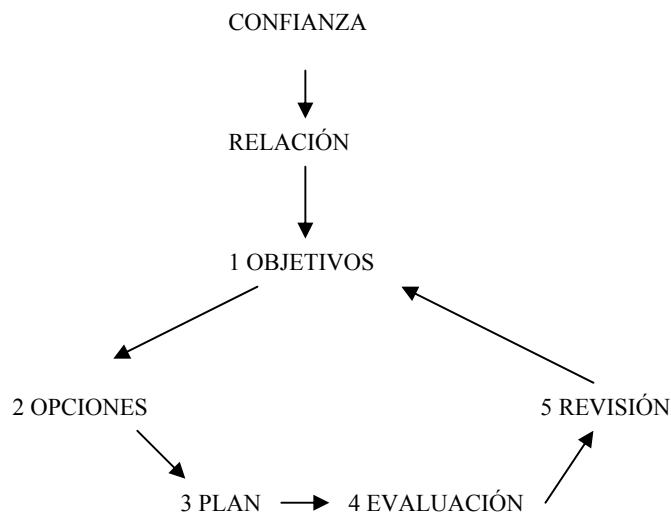 CONFIANZA
RELACIÓN
1 OBJETIVOS
2 OPCIONES
5 REVISIÓN
3 PLAN
4 EVALUACIÓN